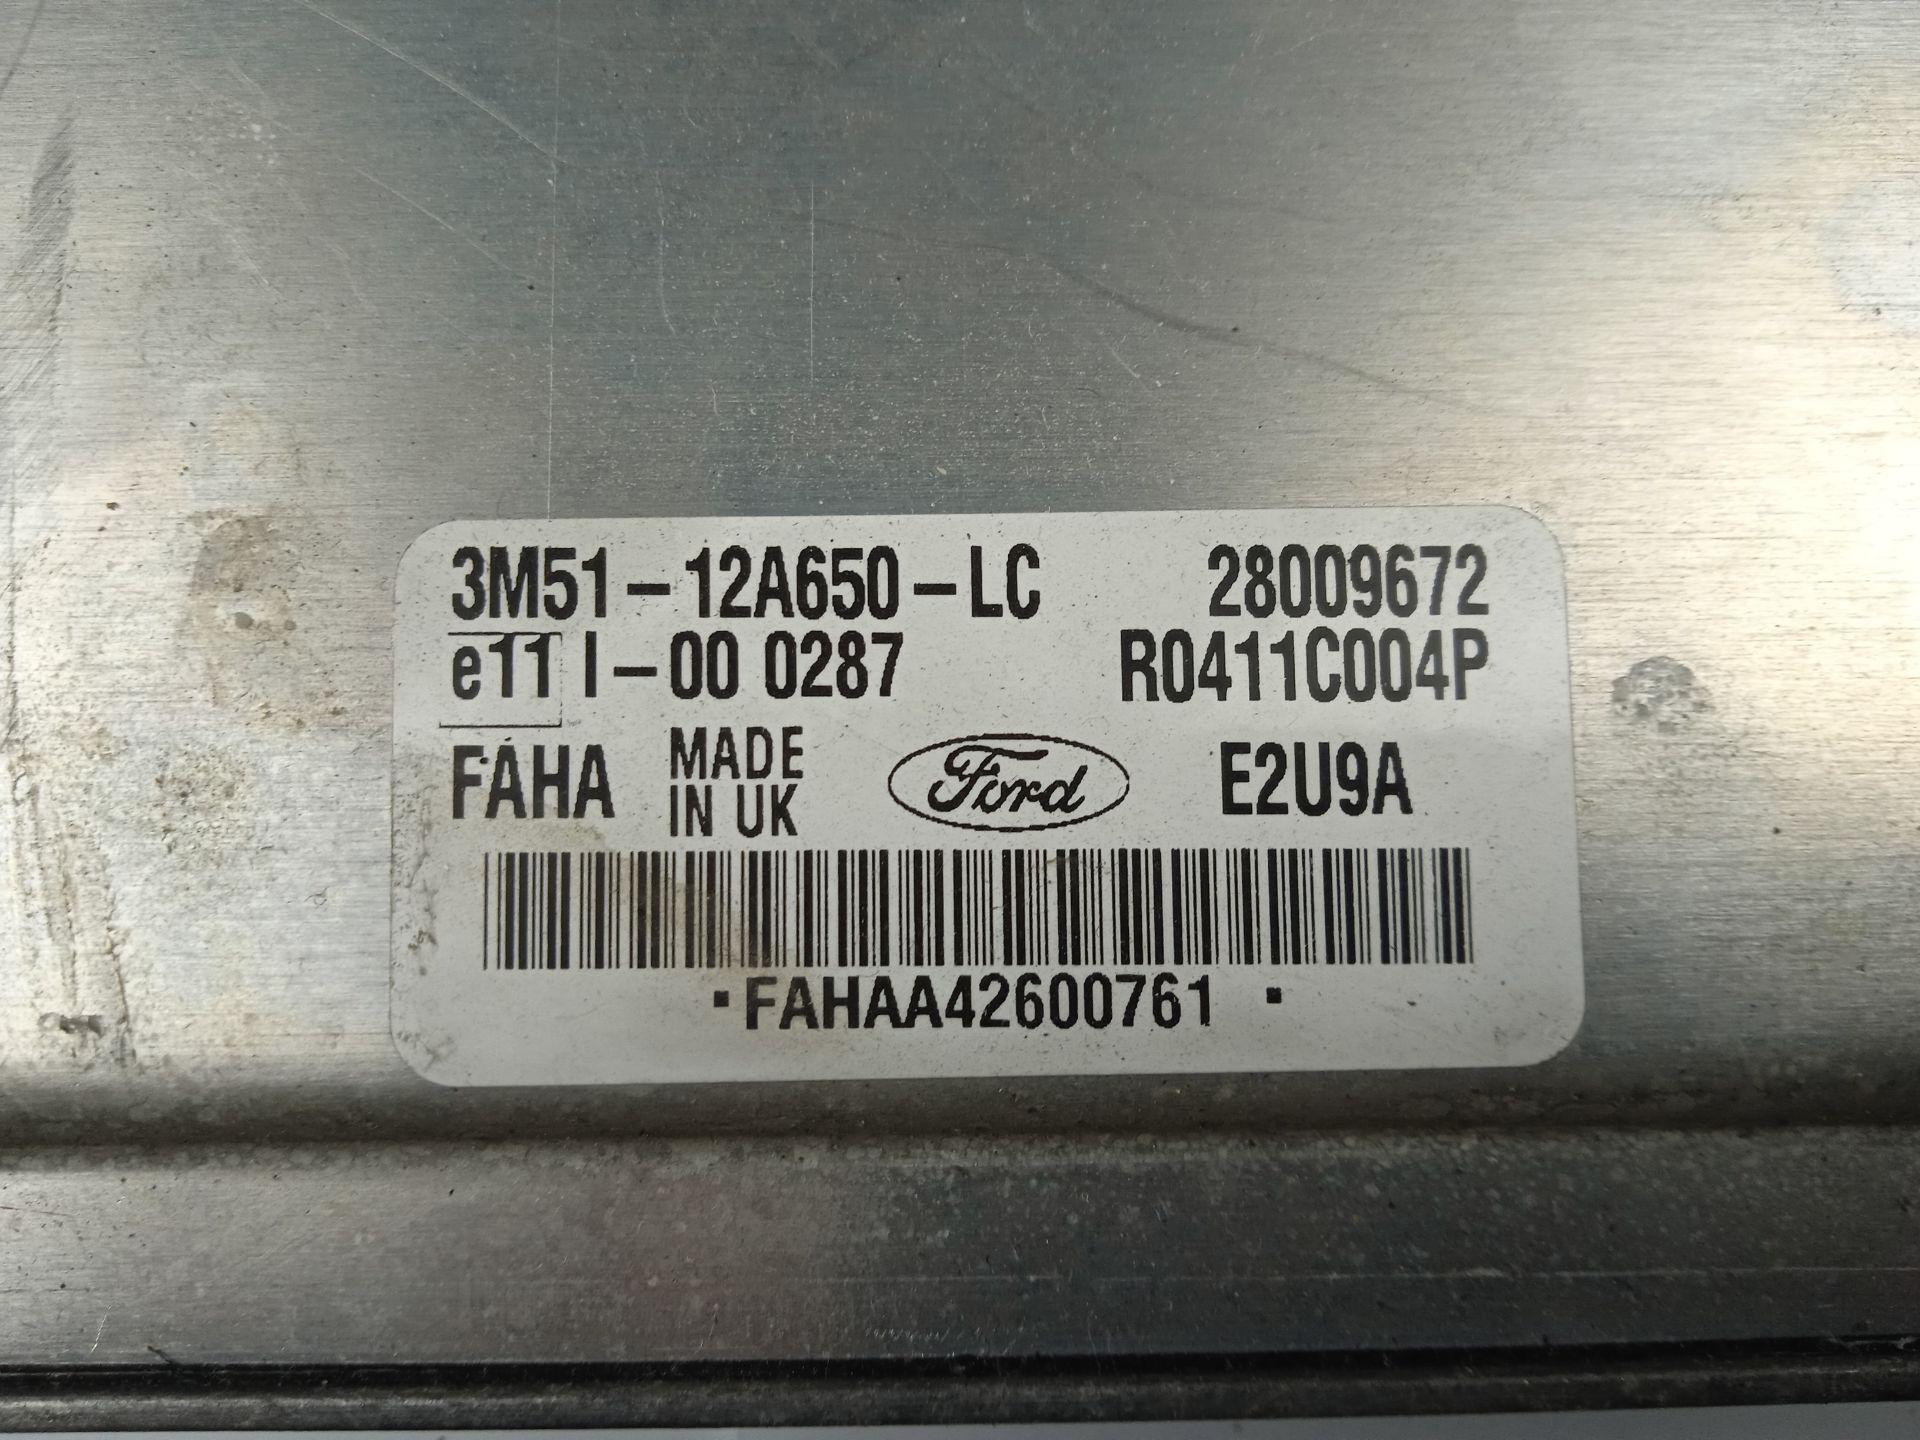 3M51-12A650-LC 28009672
e11 I-00 0287 R0411C004P
FAHA MADE IN UK Ford E2U9A
·FAHAA42600761 ·